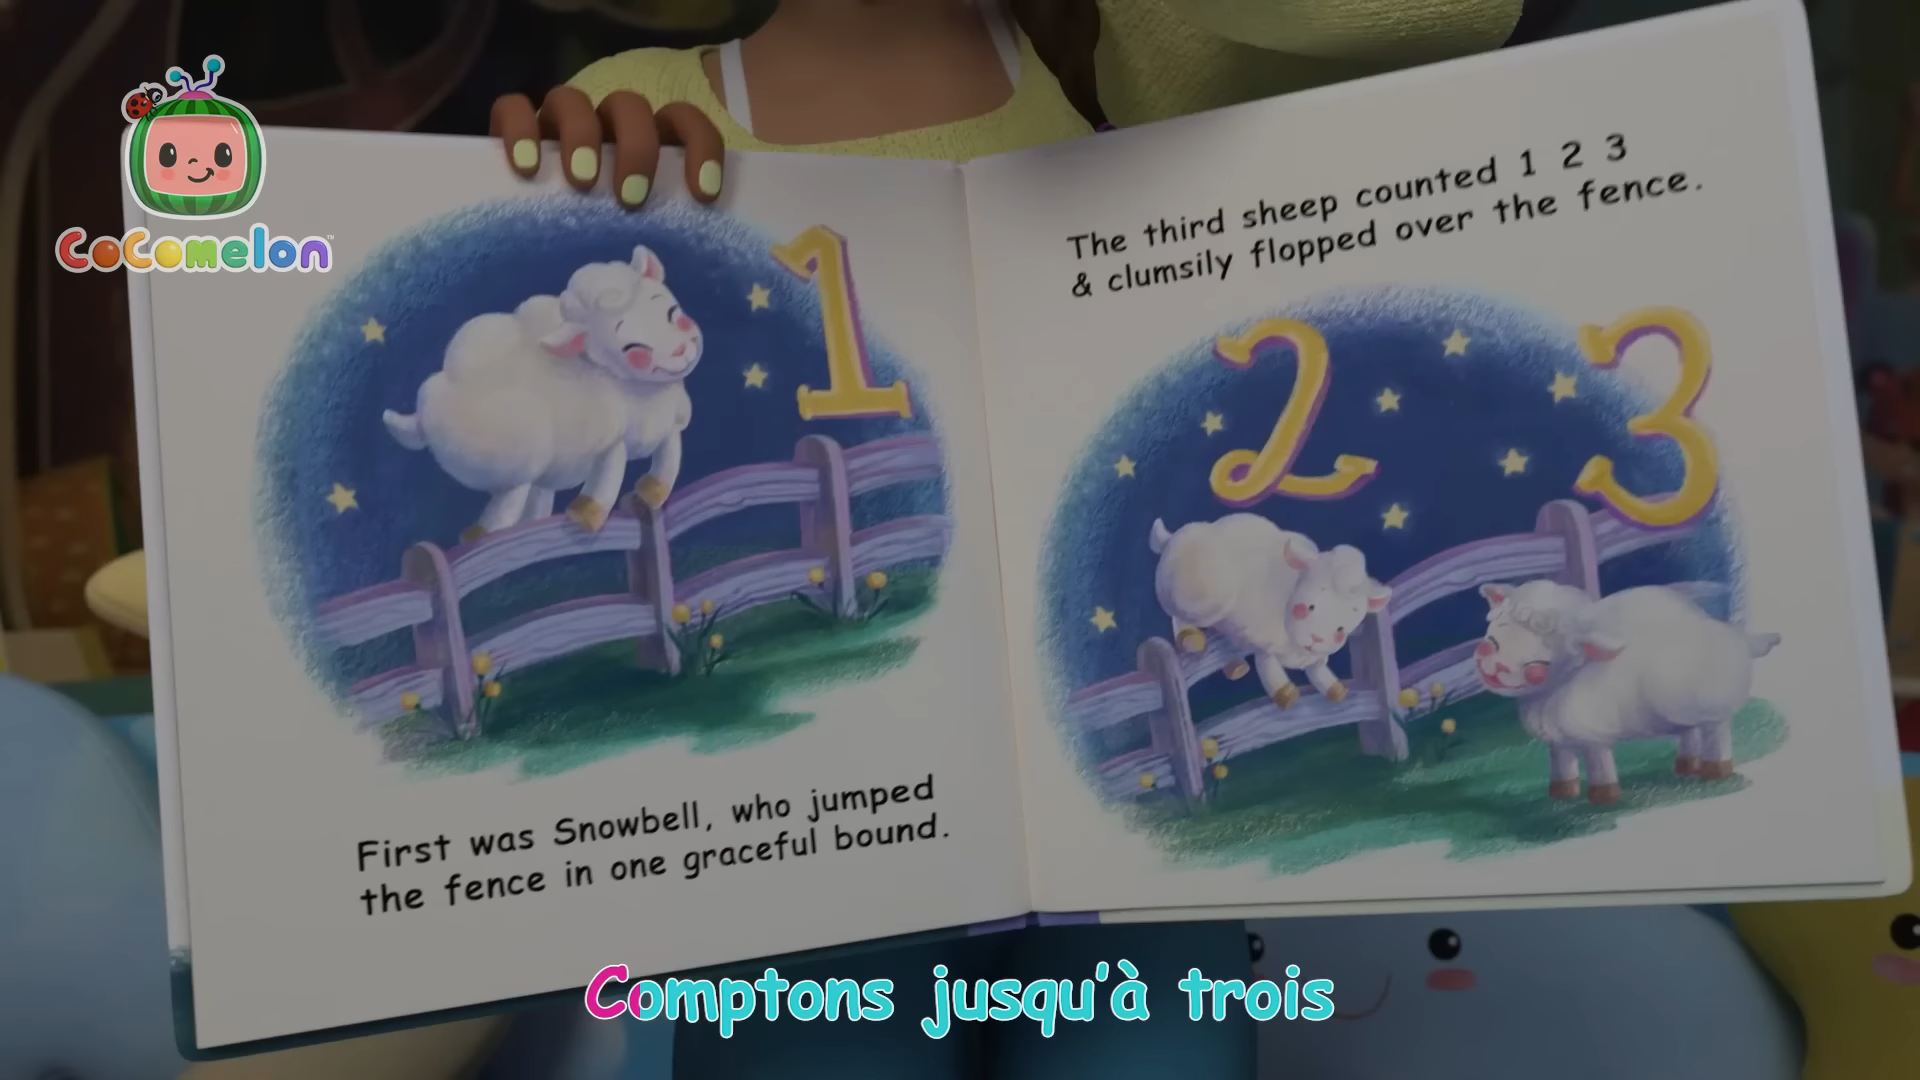 CoCoMelon™
The third sheep counted 1 2 3
& clumsily flopped over the fence.
1
2 3
First was Snowbell, who jumped
the fence in one graceful bound.
Comptons jusqu'à trois